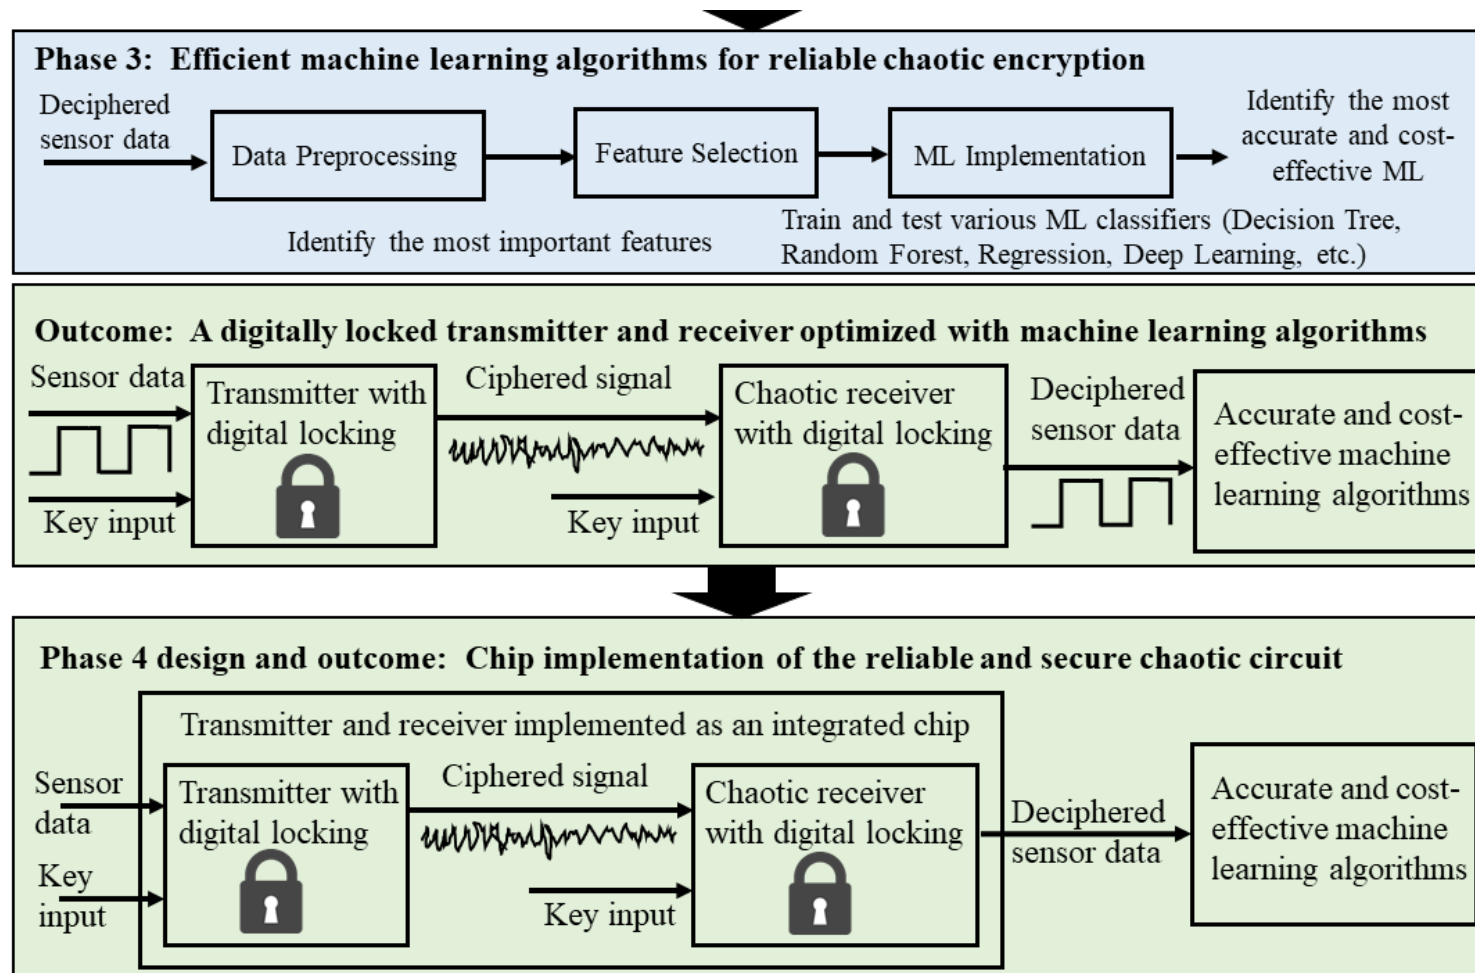 Phase 3:  Efficient machine learning algorithms for reliable chaotic encryption
Deciphered
sensor data
Data Preprocessing
Feature Selection
ML Implementation
Identify the most
accurate and cost-
effective ML
Identify the most important features
Train and test various ML classifiers (Decision Tree,
Random Forest, Regression, Deep Learning, etc.)
Outcome:  A digitally locked transmitter and receiver optimized with machine learning algorithms
Sensor data
Key input
Transmitter with
digital locking
Ciphered signal
Key input
Chaotic receiver
with digital locking
Deciphered
sensor data
Accurate and cost-
effective machine
learning algorithms
Phase 4 design and outcome:  Chip implementation of the reliable and secure chaotic circuit
Transmitter and receiver implemented as an integrated chip
Sensor
data
Key
input
Transmitter with
digital locking
Ciphered signal
Key input
Chaotic receiver
with digital locking
Deciphered
sensor data
Accurate and cost-
effective machine
learning algorithms